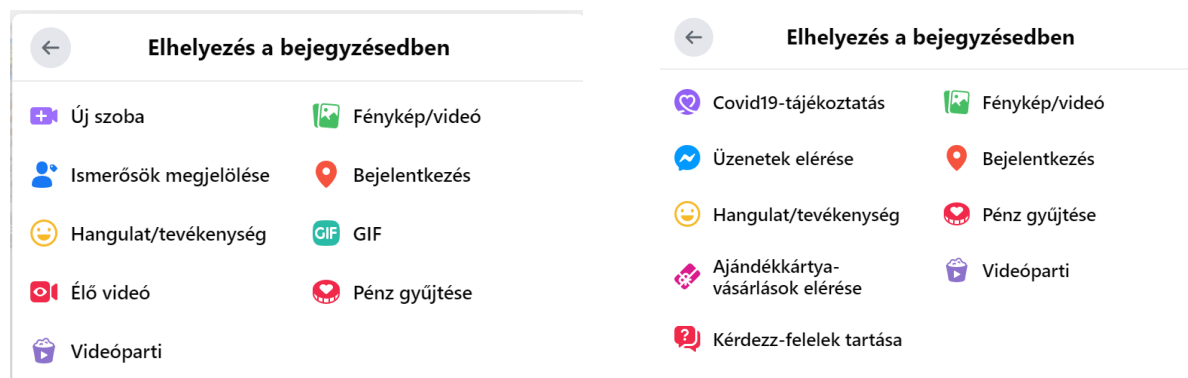 Elhelyezés a bejegyzésedben
Új szoba
Fénykép/videó
Ismerősök megjelölése
Bejelentkezés
Hangulat/tevékenység
GIF
GIF
Élő videó
Pénz gyűjtése
Videóparti
Elhelyezés a bejegyzésedben
Covid19-tájékoztatás
Fénykép/videó
Üzenetek elérése
Bejelentkezés
Hangulat/tevékenység
Pénz gyűjtése
Ajándékkártya-
vásárlások elérése
Videóparti
Kérdezz-felelek tartása